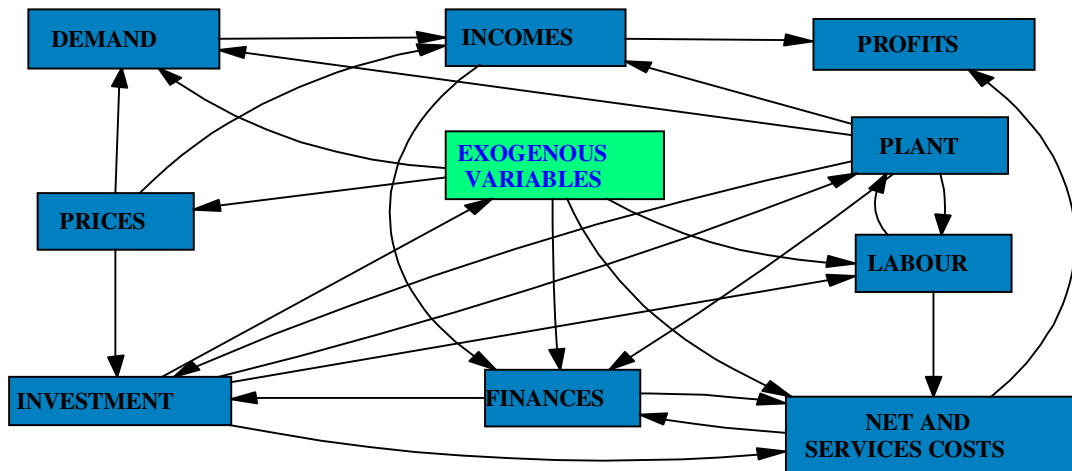 DEMAND
INCOMES
PROFITS
EXOGENOUS
VARIABLES
PLANT
PRICES
LABOUR
INVESTMENT
FINANCES
NET AND
SERVICES COSTS